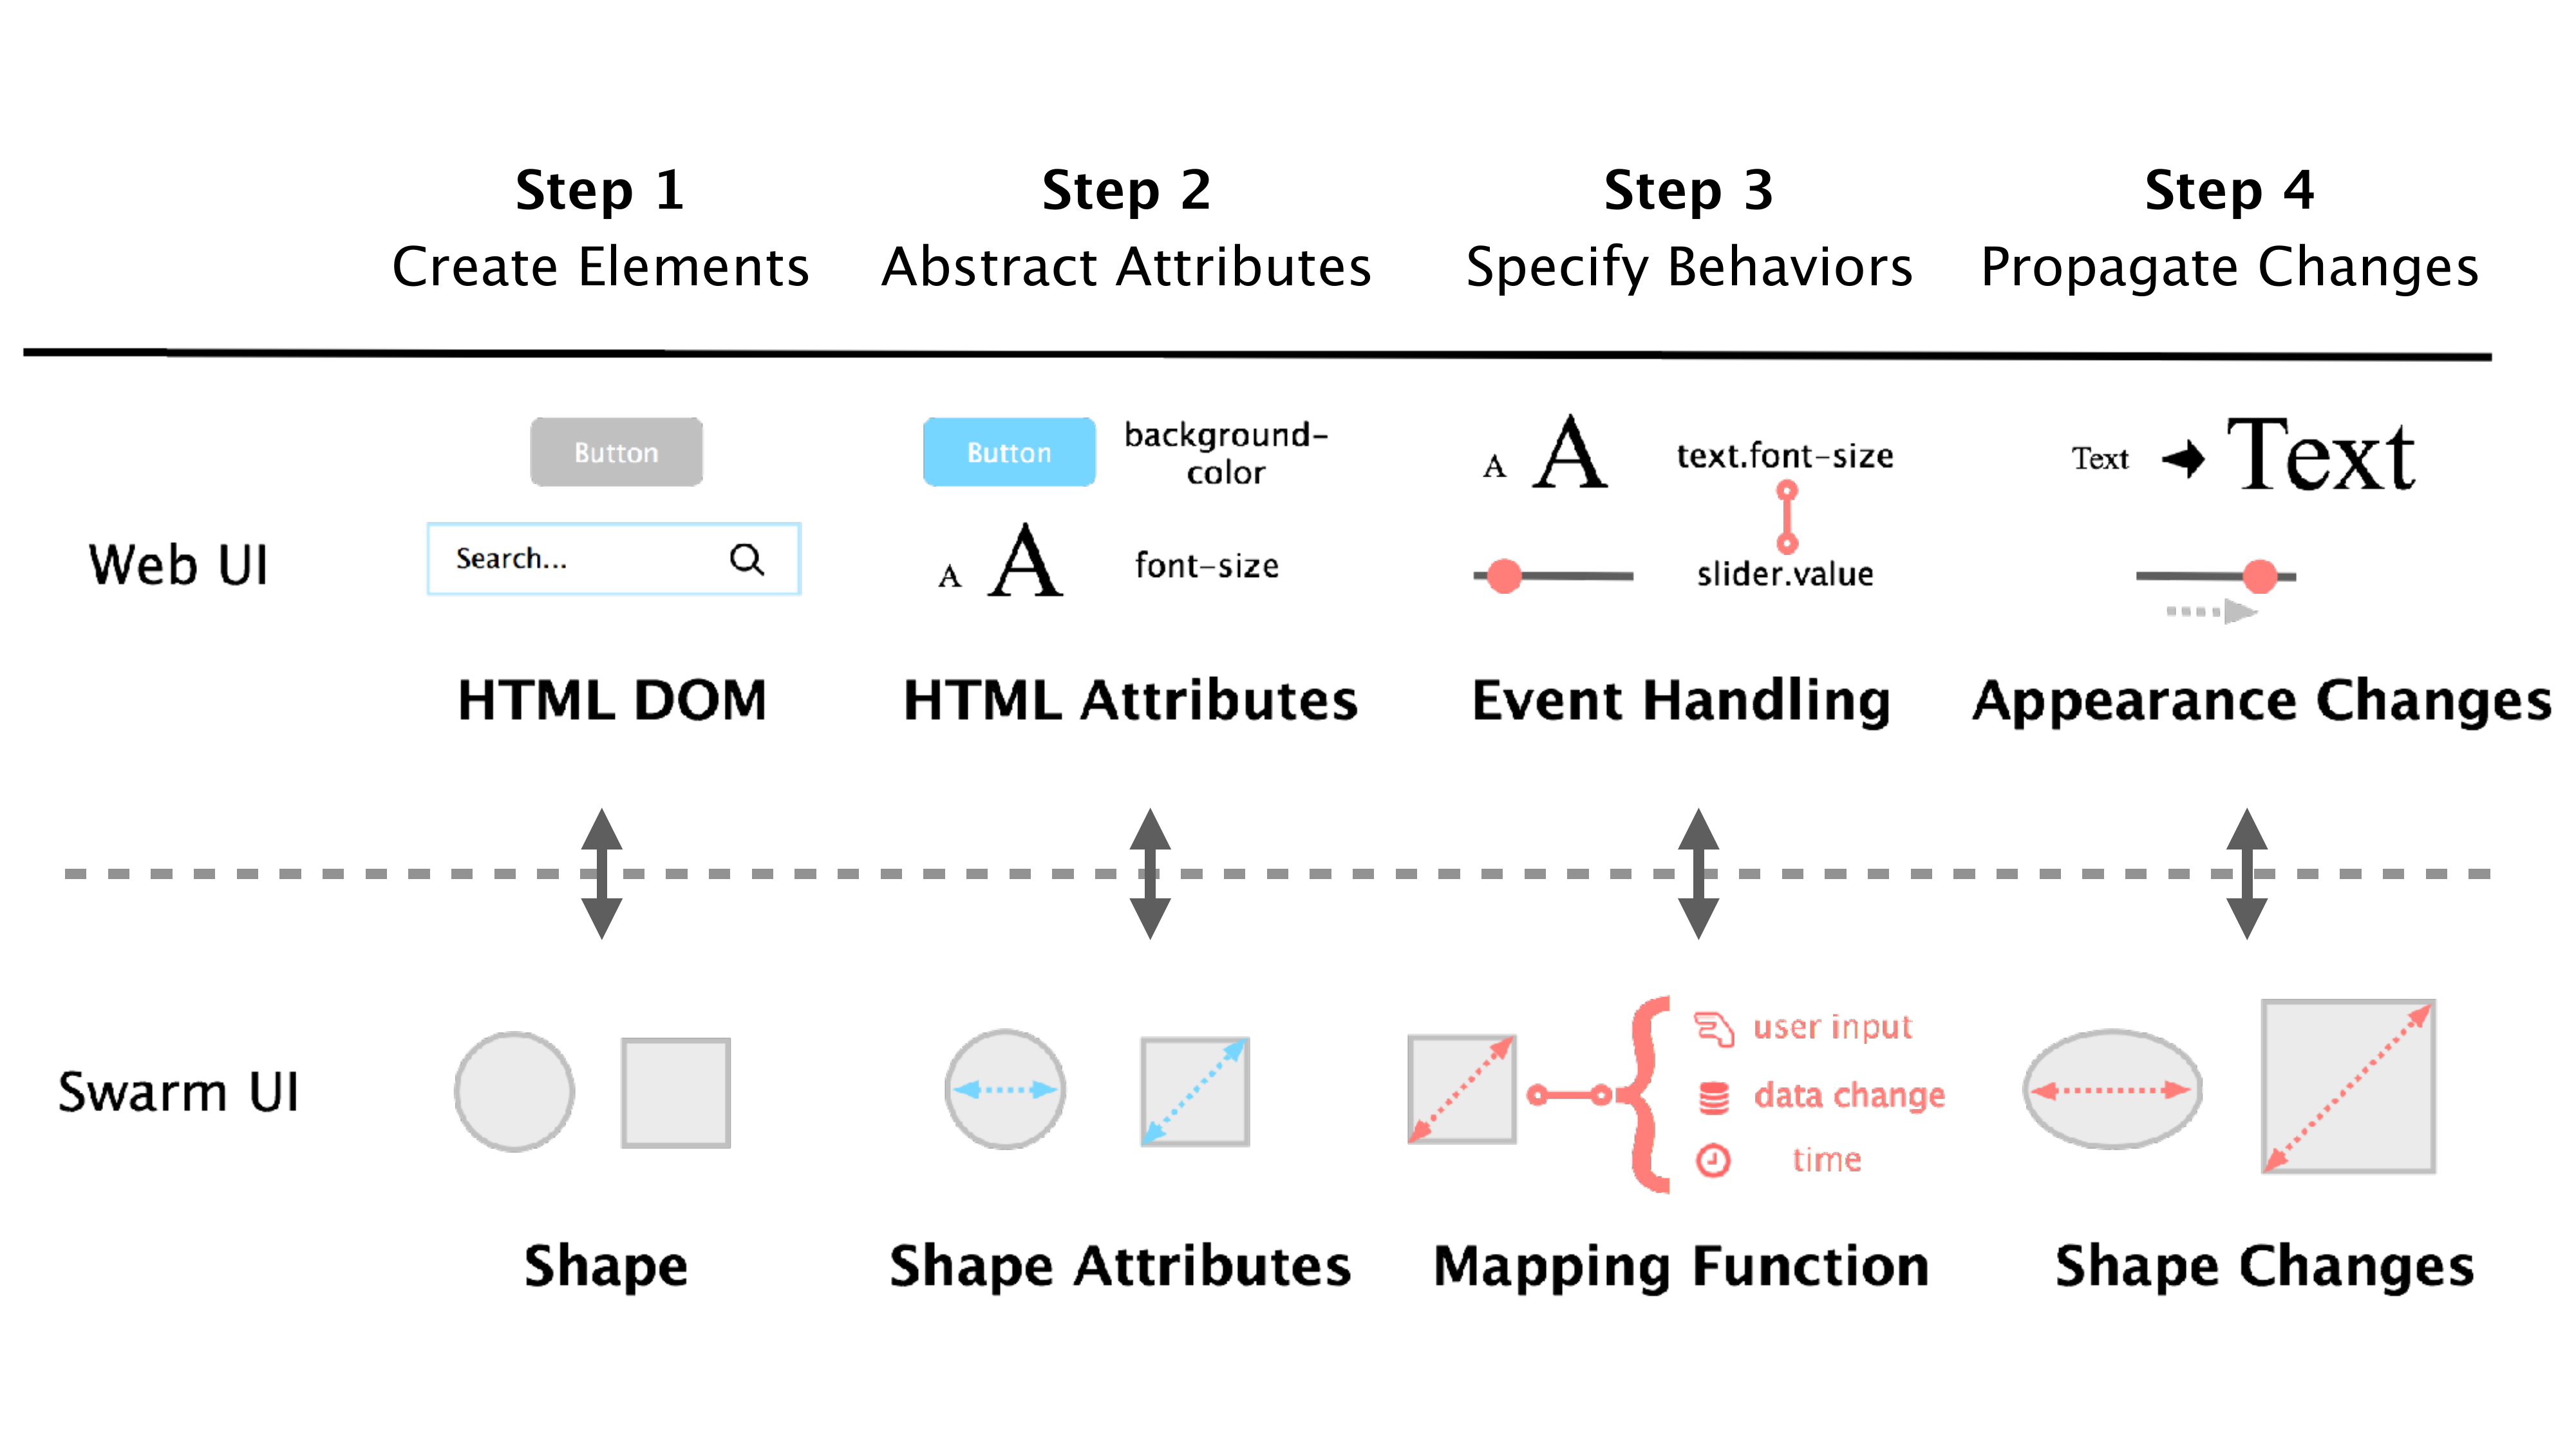 Step 1
Create Elements
Step 2
Abstract Attributes
Step 3
Specify Behaviors
Step 4
Propagate Changes
Web UI
Button
Search...
HTML DOM
Button
background-
color
A A
font-size
HTML Attributes
A A
text.font-size
slider.value
Event Handling
Text Text
Appearance Changes
Swarm UI
Shape
Shape Attributes
user input
data change
time
Mapping Function
Shape Changes